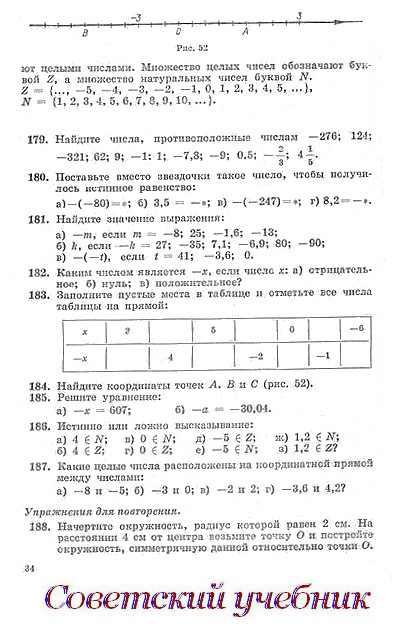 -3 3
B C A
Рис. 52
ют целыми числами. Множество целых чисел обозначают бук-
вой Z, а множество натуральных чисел буквой N.
Z = {..., −5, −4, −3, −2, −1, 0, 1, 2, 3, 4, 5, ...},
N = {1, 2, 3, 4, 5, 6, 7, 8, 9, 10, ...}.
179. Найдите числа, противоположные числам −276; 124;
−321; 62; 9; −1: 1; −7,3; −9; 0,5; −2/3; 4 1/5.
180. Поставьте вместо звездочки такое число, чтобы получи-
лось истинное равенство:
а) −(−80)=*; б) 3,5 = −*; в) −(−247)=*; г) 8,2= −*.
181. Найдите значение выражения:
а) −m, если m = −8; 25; −1,6; −13;
б) k, если −k = 27; −35; 7,1; −6,9; 80; −90;
в) −(−t), если t = 41; −3,6; 0.
182. Каким числом является −x, если число x: а) отрицатель-
ное; б) нуль; в) положительное?
183. Заполните пустые места в таблице и отметьте все числа
таблицы на прямой:
x 5 0 −6
−x 4 −2 −1
184. Найдите координаты точек A, B и C (рис. 52).
185. Решите уравнение:
а) −x = 607; б) −a = −30,04.
186. Истинно или ложно высказывание:
а) 4 ∈ N; в) 0 ∈ N; д) −5 ∈ Z; ж) 1,2 ∈ N;
б) 4 ∈ Z; г) 0 ∈ Z; е) −5 ∈ N; з) 1,2 ∈ Z?
187. Какие целые числа расположены на координатной прямой
между числами:
а) −8 и −5; б) −3 и 0; в) −2 и 2; г) −3,6 и 4,2?
Упражнения для повторения.
188. Начертите окружность, радиус которой равен 2 см. На
расстоянии 4 см от центра возьмите точку O и постройте
окружность, симметричную данной относительно точки O.
34
Советский учебник